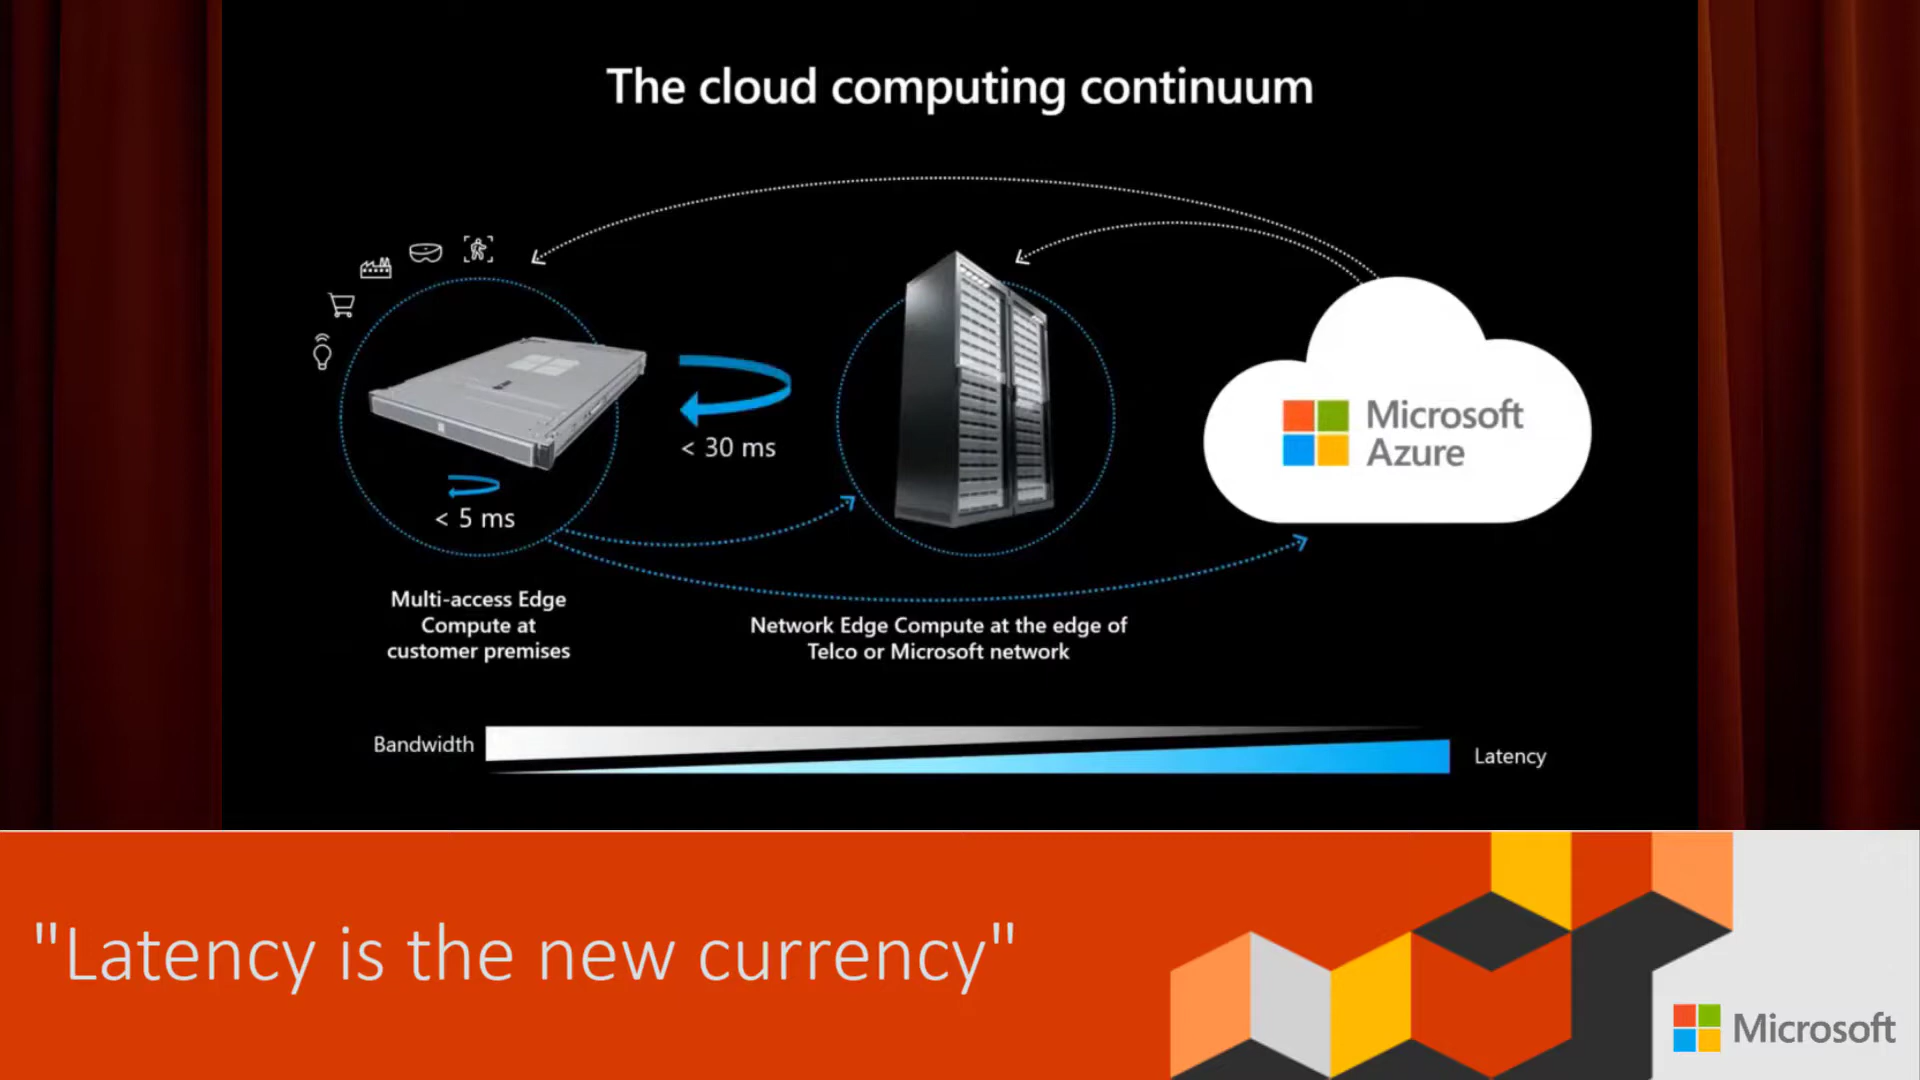 The cloud computing continuum
< 30 ms
< 5 ms
Microsoft
Azure
Multi-access Edge
Compute at
customer premises
Network Edge Compute at the edge of
Telco or Microsoft network
Bandwidth
Latency
"Latency is the new currency"
Microsoft